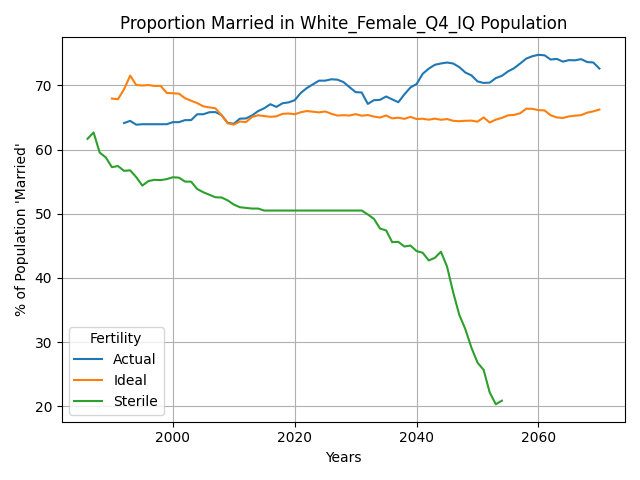 Proportion Married in White_Female_Q4_IQ Population
% of Population 'Married'
70
60
50
40
30
20
Fertility
Actual
Ideal
Sterile
2000 2020 2040 2060
Years